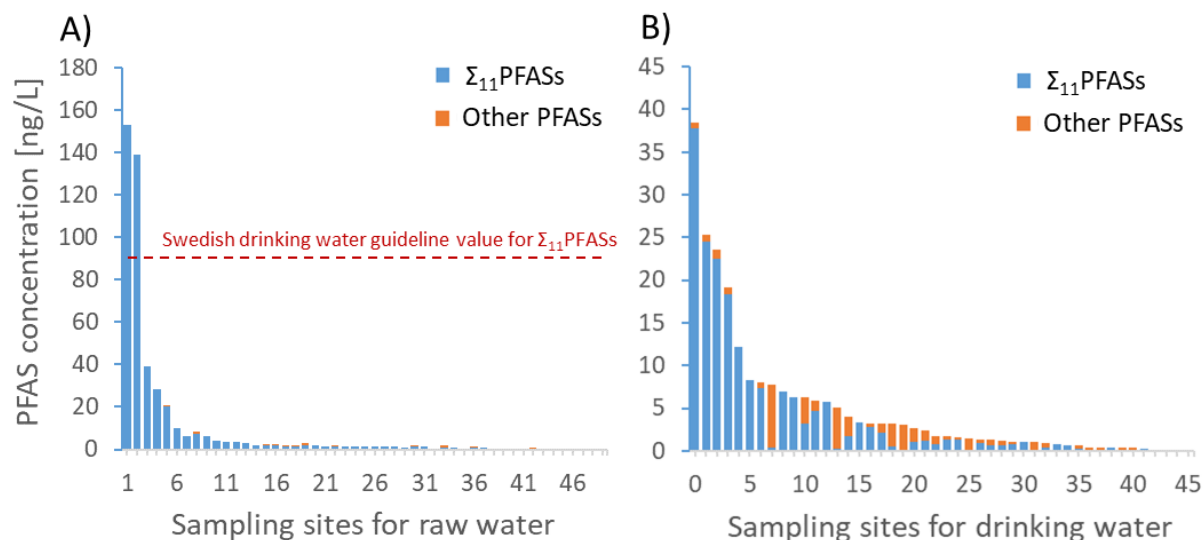 A)
180
160
140
120
100
80
60
40
20
0
PFAS concentration [ng/L]
Σ₁₁PFASs
Other PFASs
Swedish drinking water guideline value for Σ₁₁PFASs
1 6 11 16 21 26 31 36 41 46
Sampling sites for raw water
B)
45
40
35
30
25
20
15
10
5
0
Σ₁₁PFASs
Other PFASs
0 5 10 15 20 25 30 35 40 45
Sampling sites for drinking water